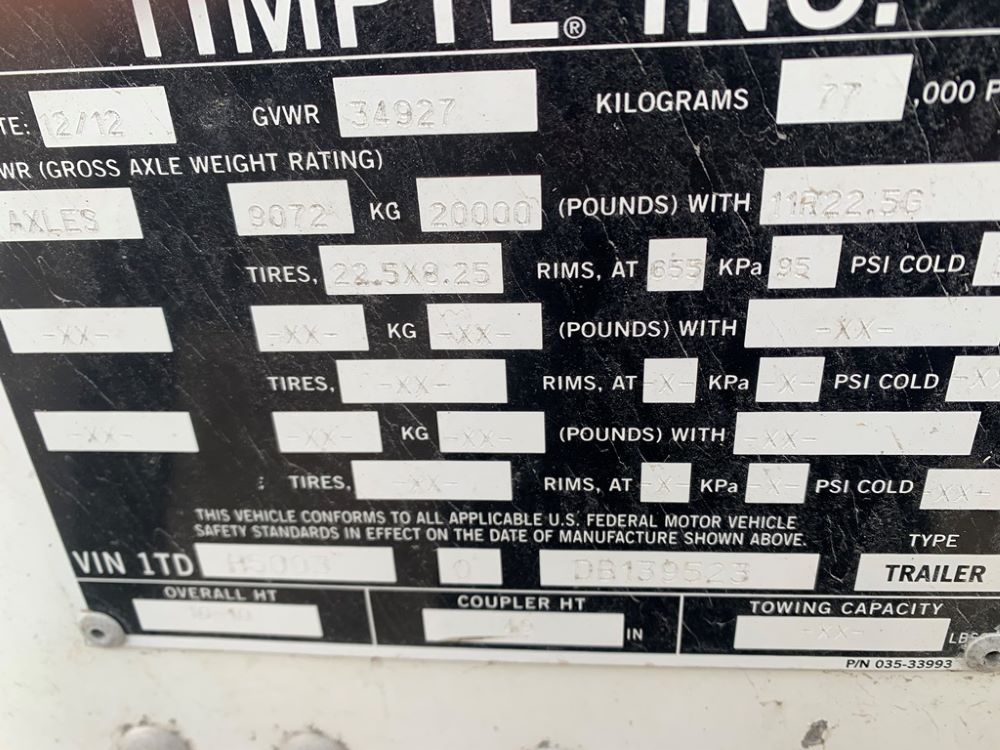 TIMPTE® INC.
TE: 12/12 GVWR 34927 KILOGRAMS 77 ,000 P
WR (GROSS AXLE WEIGHT RATING)
AXLES 9072 KG 20000 (POUNDS) WITH 11R22.5G
TIRES, 22.5X8.25 RIMS, AT 655 KPa 95 PSI COLD
-XX- -XX- KG -XX- (POUNDS) WITH -XX-
TIRES, -XX- RIMS, AT -X- KPa -X- PSI COLD -XX
-XX- -XX- KG -XX- (POUNDS) WITH -XX-
TIRES, -XX- RIMS, AT -X- KPa -X- PSI COLD -XX-
THIS VEHICLE CONFORMS TO ALL APPLICABLE U.S. FEDERAL MOTOR VEHICLE
SAFETY STANDARDS IN EFFECT ON THE DATE OF MANUFACTURE SHOWN ABOVE.
TYPE
VIN 1TD H5003 0 DB139523 TRAILER
OVERALL HT COUPLER HT TOWING CAPACITY
10-10 48 IN -XX- LBS
P/N 035-33993